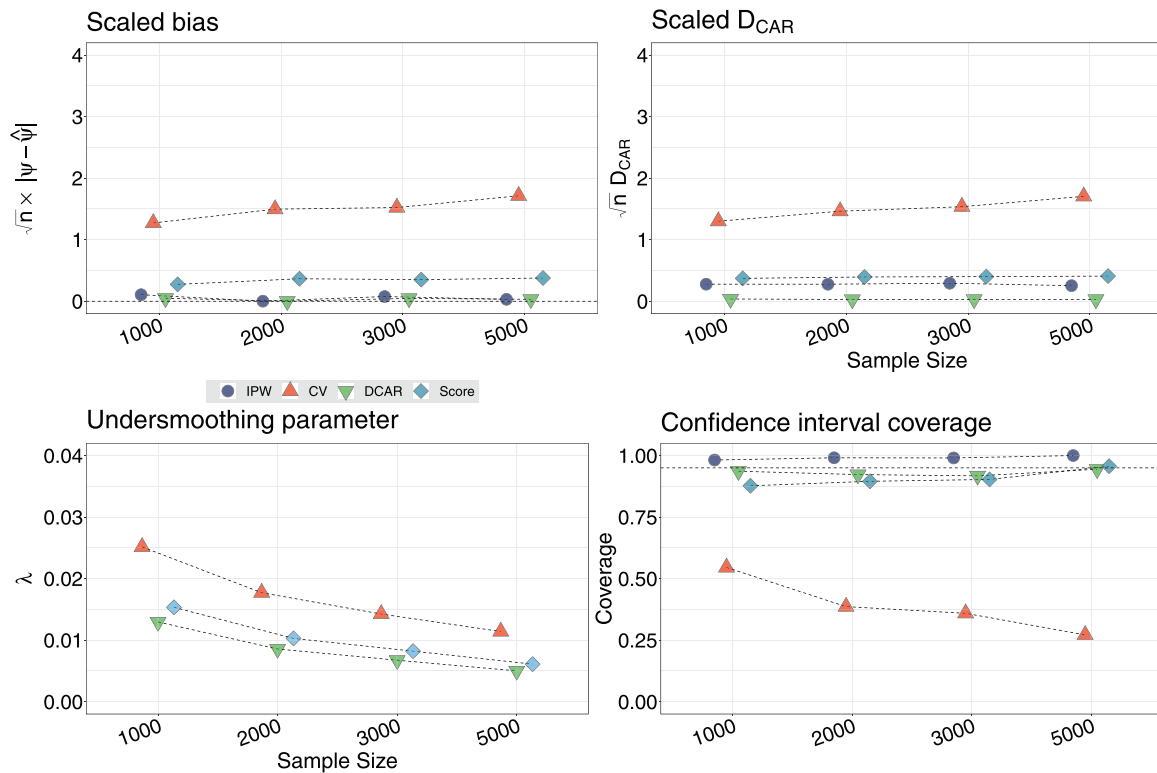 Scaled bias
√n × |ψ − ψ̂|
4
3
2
1
0
1000 2000 3000 5000
Scaled D_CAR
√n D_CAR
4
3
2
1
0
1000 2000 3000 5000
Sample Size
IPW CV DCAR Score
Undersmoothing parameter
λ
0.04
0.03
0.02
0.01
0.00
1000 2000 3000 5000
Sample Size
Confidence interval coverage
Coverage
1.00
0.75
0.50
0.25
0.00
1000 2000 3000 5000